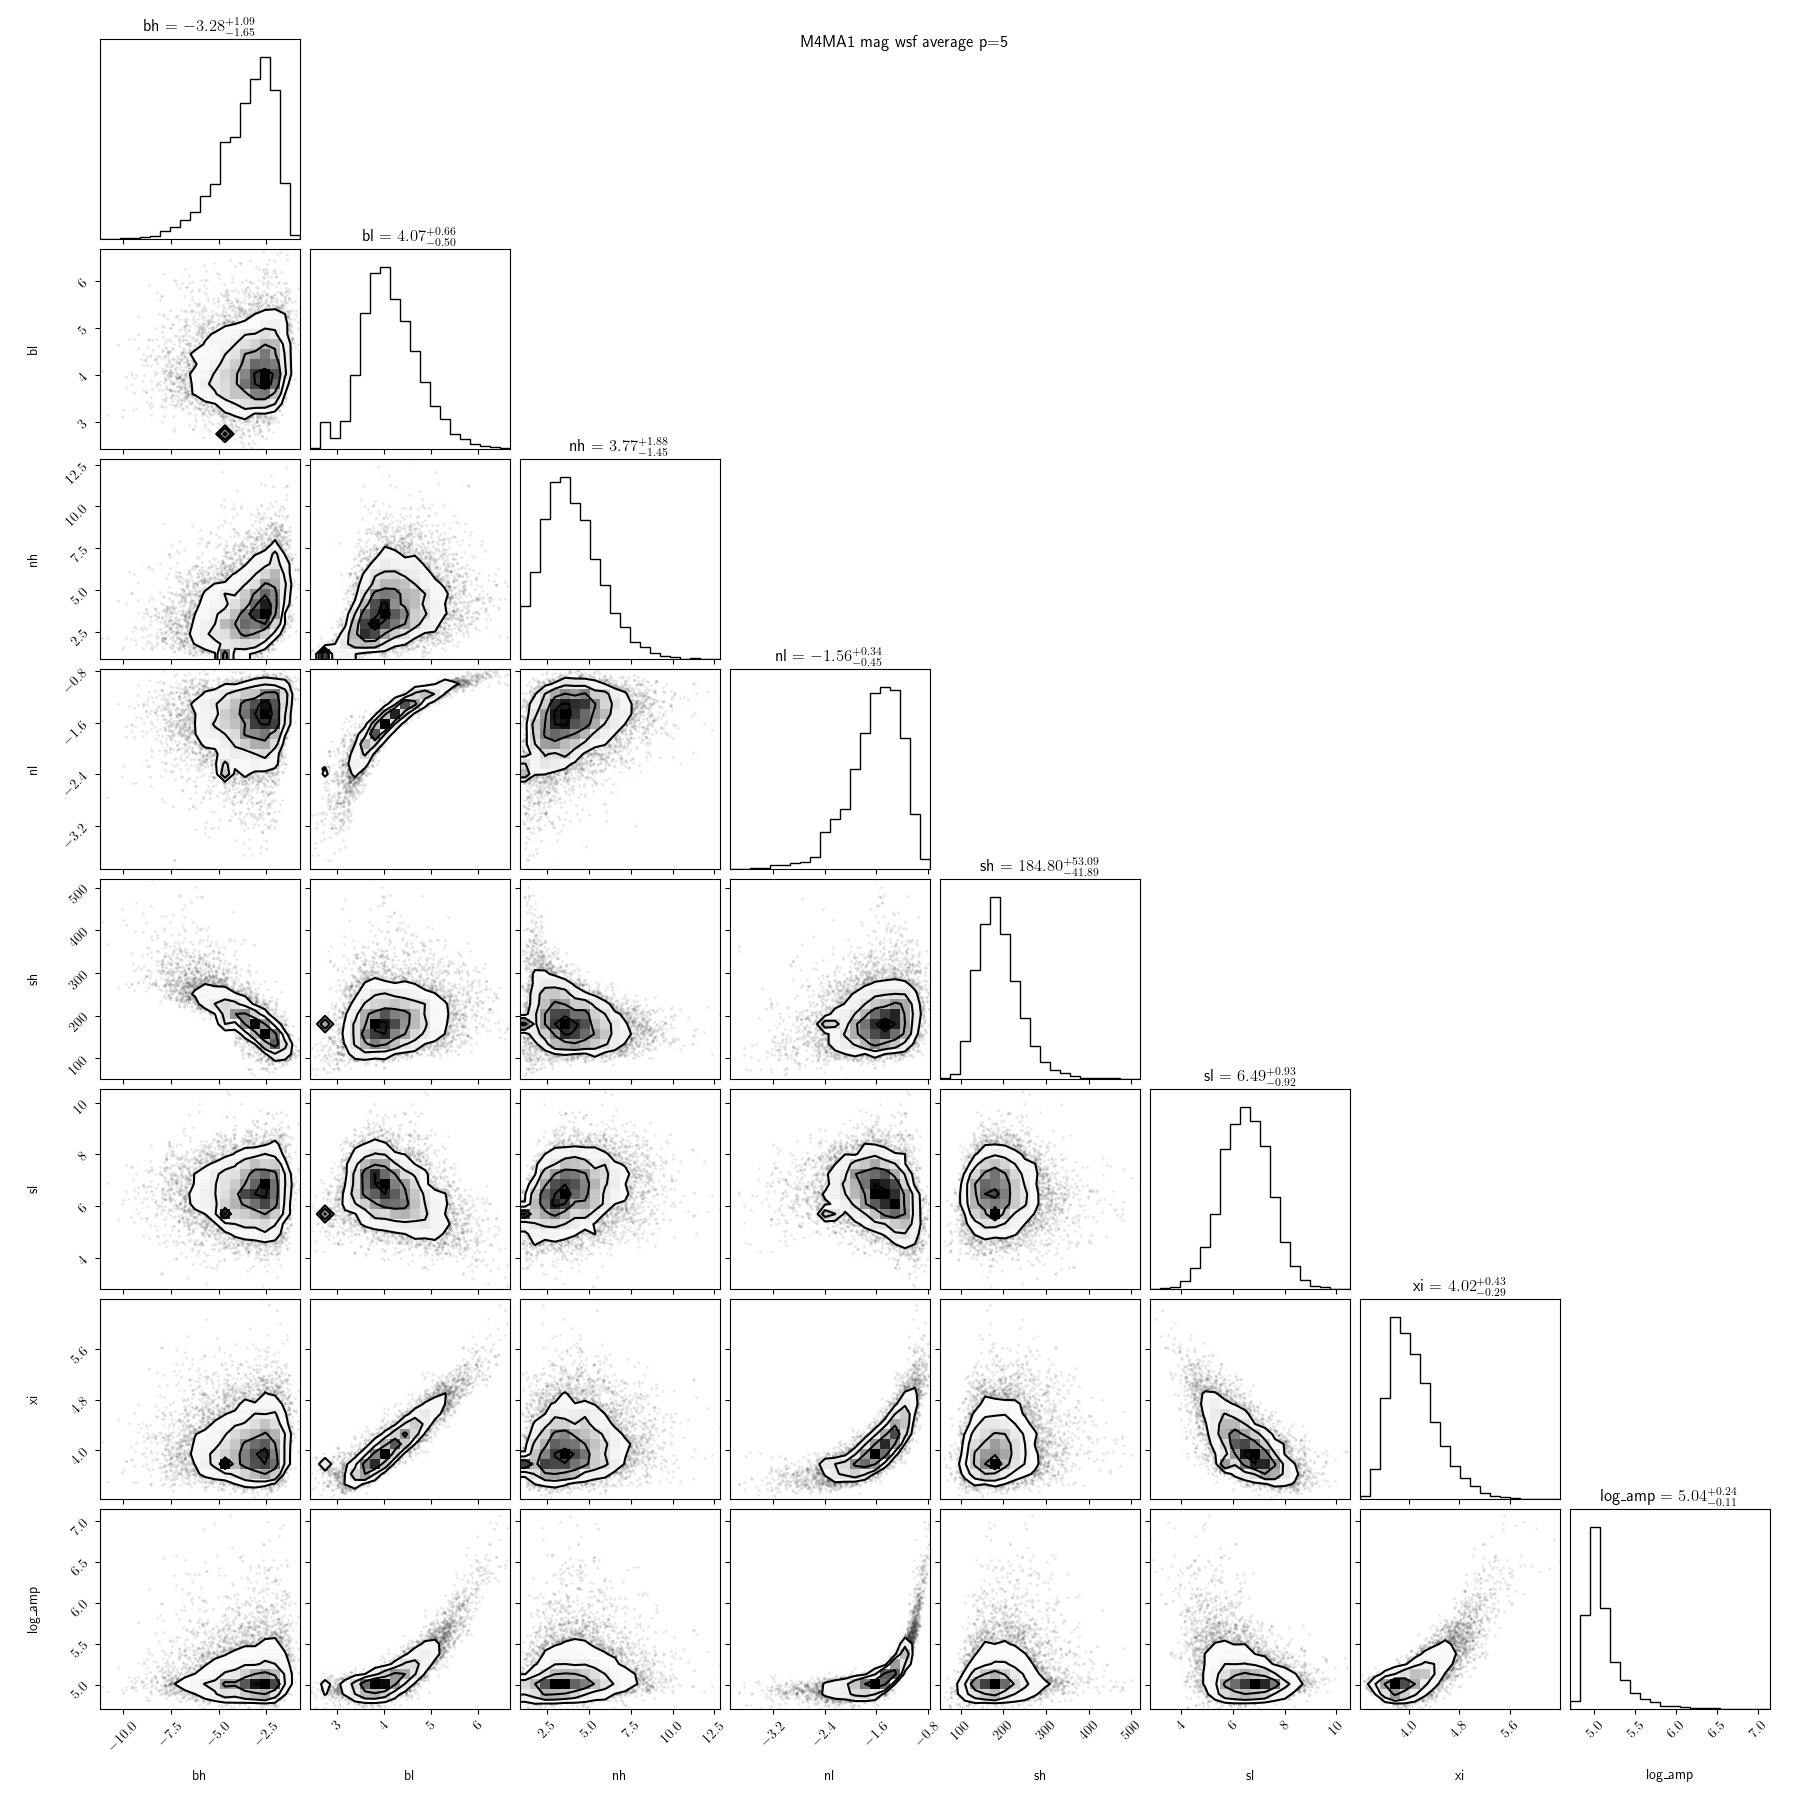 M4MA1 mag wsf average p=5
bh = −3.28 +1.09 −1.65
bl = 4.07 +0.66 −0.50
bl
6
5
4
3
nh = 3.77 +1.88 −1.45
nh
12.5
10.0
7.5
5.0
2.5
nl = −1.56 +0.34 −0.45
nl
−0.8
−1.6
−2.4
−3.2
sh = 184.80 +53.09 −41.89
sh
500
400
300
200
100
sl = 6.49 +0.93 −0.92
sl
10
8
6
4
xi = 4.02 +0.43 −0.29
xi
5.6
4.8
4.0
log_amp = 5.04 +0.24 −0.11
log_amp
7.0
6.5
6.0
5.5
5.0
−10.0 −7.5 −5.0 −2.5
3 4 5 6
2.5 5.0 7.5 10.0 12.5
−3.2 −2.4 −1.6 −0.8
100 200 300 400 500
4 6 8 10
4.0 4.8 5.6
5.0 5.5 6.0 6.5 7.0
bh bl nh nl sh sl xi log_amp